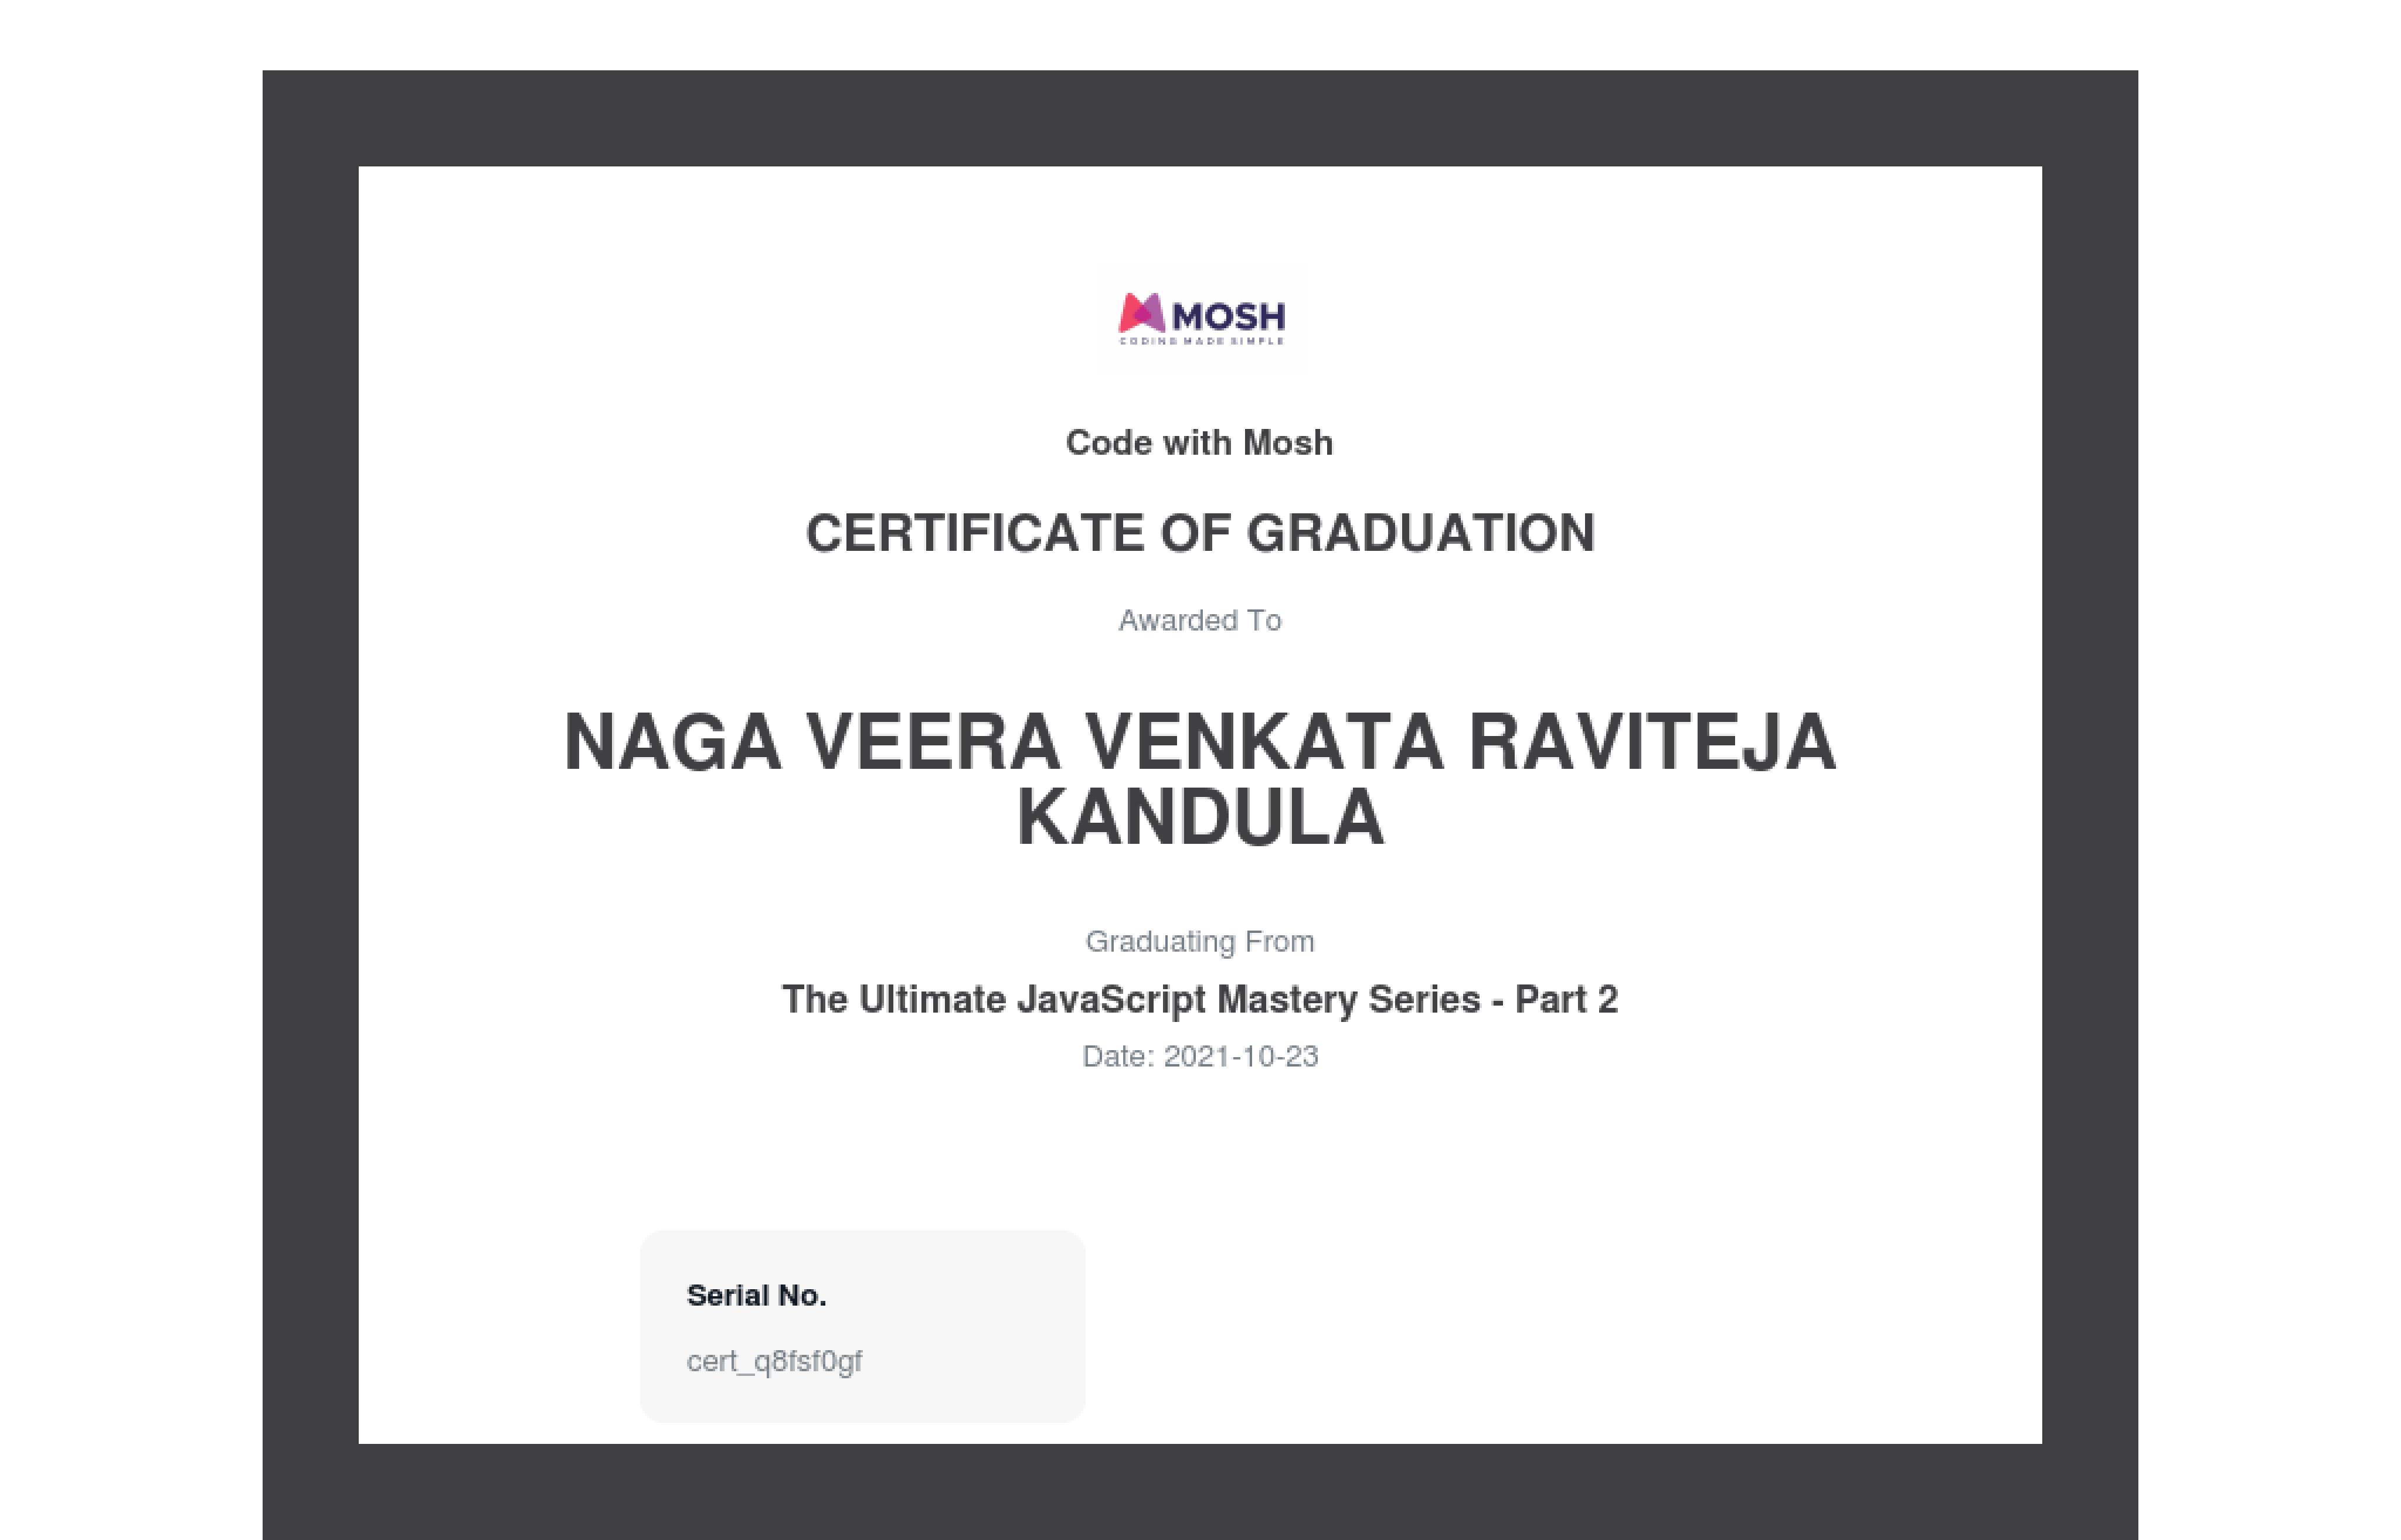 MOSH
CODING MADE SIMPLE
Code with Mosh
CERTIFICATE OF GRADUATION
Awarded To
NAGA VEERA VENKATA RAVITEJA
KANDULA
Graduating From
The Ultimate JavaScript Mastery Series - Part 2
Date: 2021-10-23
Serial No.
cert_q8fsf0gf